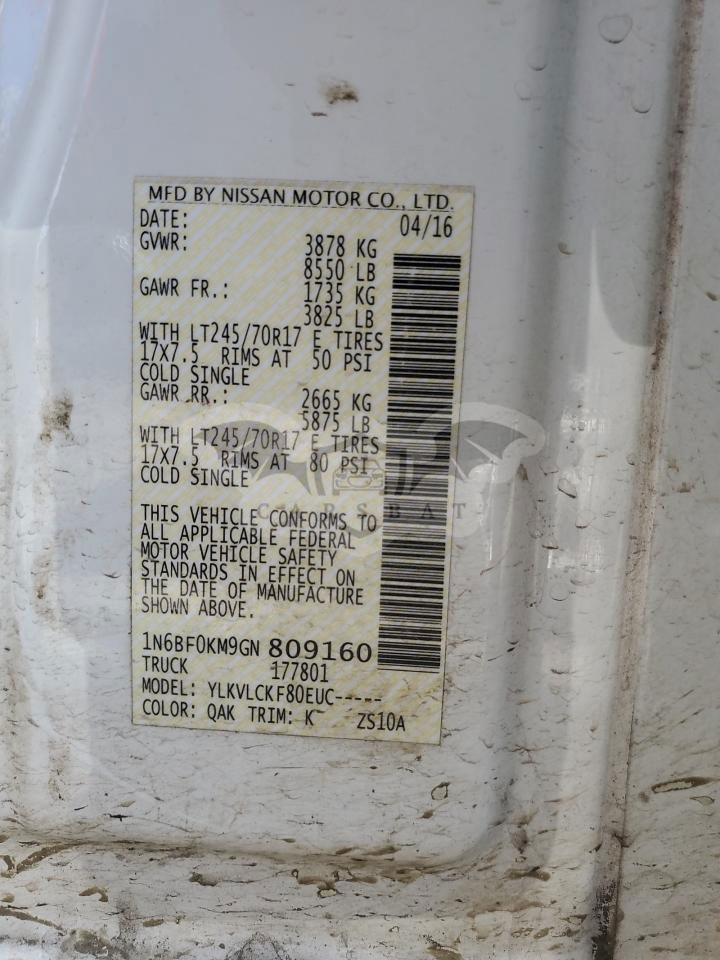 MFD BY NISSAN MOTOR CO., LTD.
DATE: 04/16
GVWR: 3878 KG
8550 LB
GAWR FR.: 1735 KG
3825 LB
WITH LT245/70R17 E TIRES
17X7.5 RIMS AT 50 PSI
COLD SINGLE
GAWR RR.: 2665 KG
5875 LB
WITH LT245/70R17 E TIRES
17X7.5 RIMS AT 80 PSI
COLD SINGLE
CARSBAT
THIS VEHICLE CONFORMS TO
ALL APPLICABLE FEDERAL
MOTOR VEHICLE SAFETY
STANDARDS IN EFFECT ON
THE DATE OF MANUFACTURE
SHOWN ABOVE.
1N6BF0KM9GN 809160
TRUCK 177801
MODEL: YLKVLCKF80EUC-----
COLOR: QAK TRIM: K ZS10A